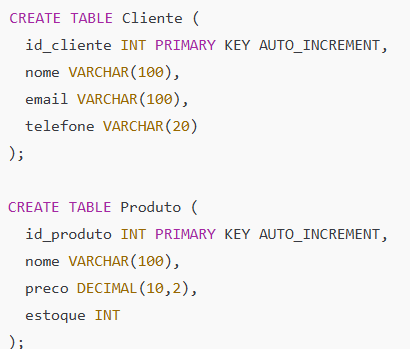 CREATE TABLE Cliente (
id_cliente INT PRIMARY KEY AUTO_INCREMENT,
nome VARCHAR(100),
email VARCHAR(100),
telefone VARCHAR(20)
);
CREATE TABLE Produto (
id_produto INT PRIMARY KEY AUTO_INCREMENT,
nome VARCHAR(100),
preco DECIMAL(10,2),
estoque INT
);